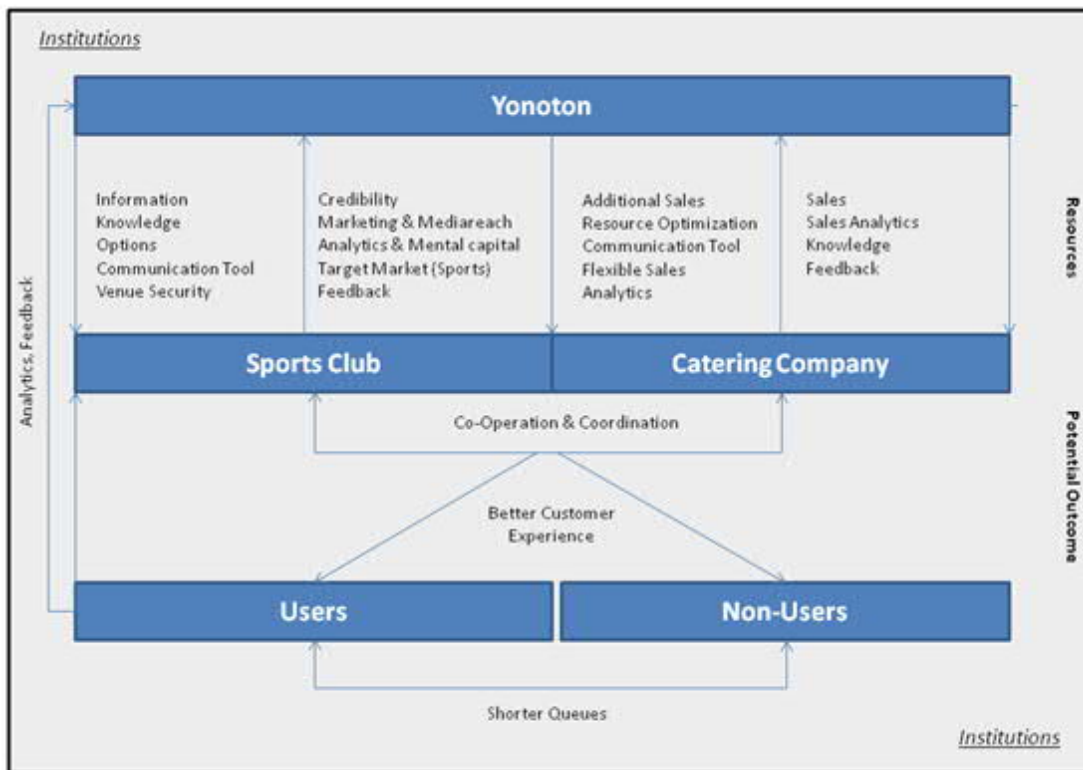 Institutions
Yonoton
Information
Knowledge
Options
Communication Tool
Venue Security
Credibility
Marketing & Mediareach
Analytics & Mental capital
Target Market (Sports)
Feedback
Additional Sales
Resource Optimization
Communication Tool
Flexible Sales
Analytics
Sales
Sales Analytics
Knowledge
Feedback
Resources
Analytics, Feedback
Sports Club
Catering Company
Co-Operation & Coordination
Potential Outcome
Better Customer
Experience
Users
Non-Users
Shorter Queues
Institutions